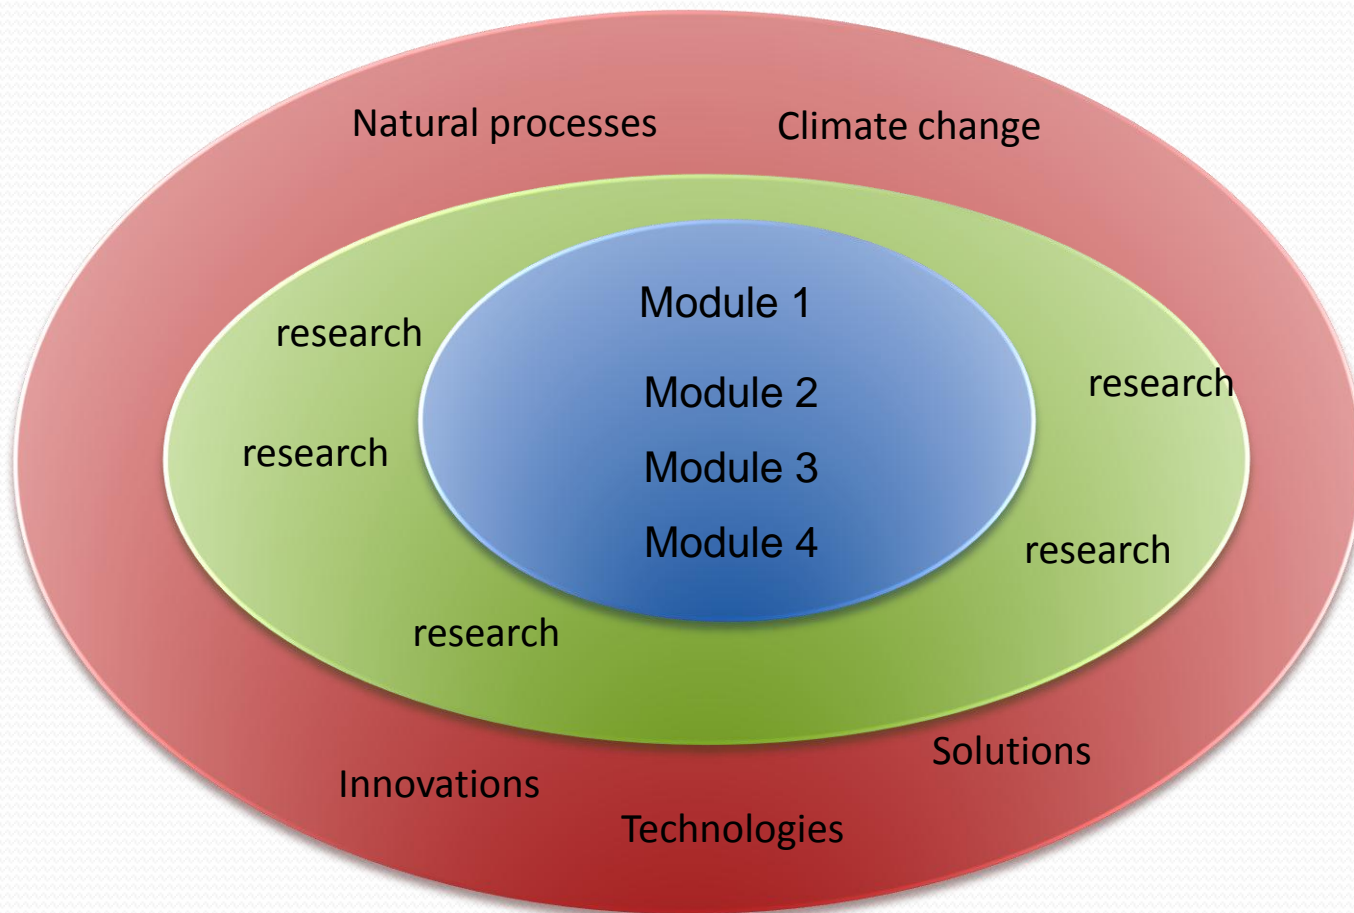 Natural processes
Climate change
Module 1
research
research
Module 2
research
Module 3
Module 4
research
research
Solutions
Innovations
Technologies